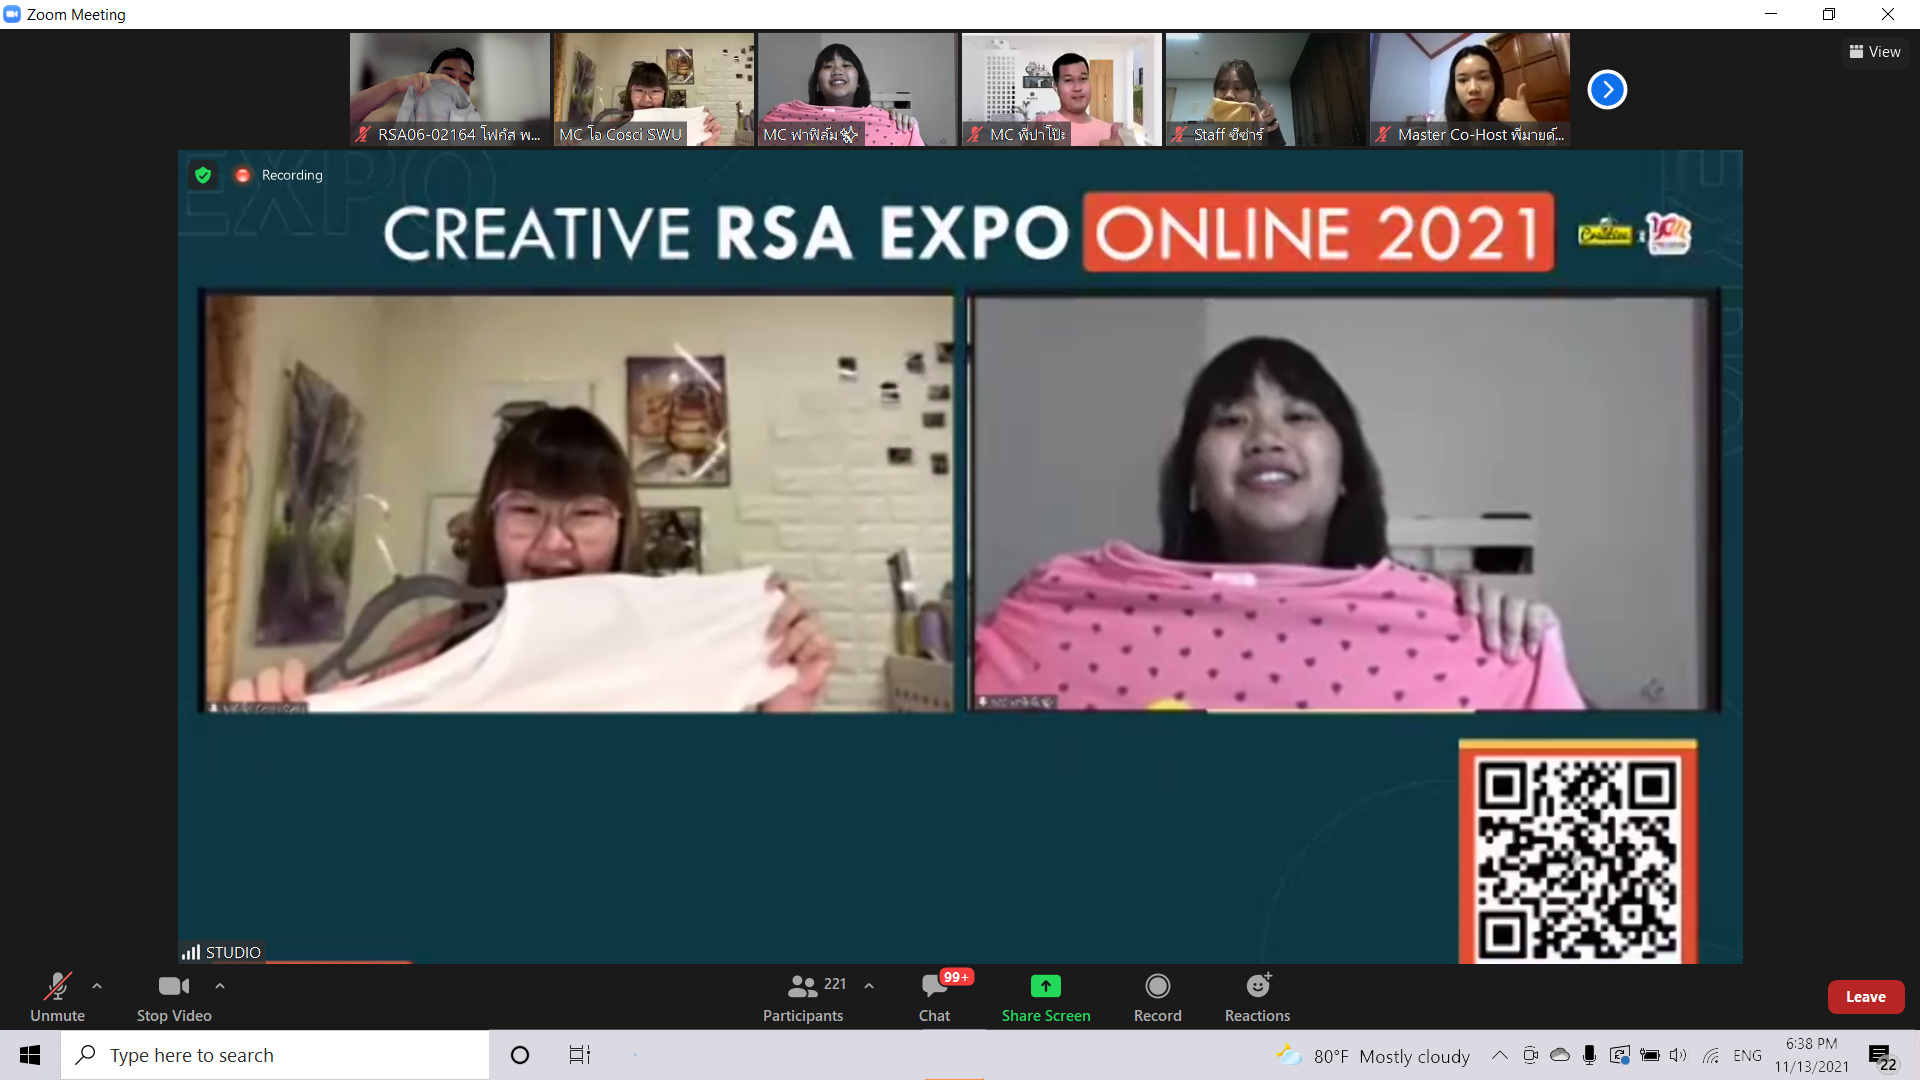 Zoom Meeting
View
RSA06-02164 โฟกัส พ...
MC โอ Cosci SWU
MC ฟาฟิล์ม
MC พี่ปาโป๊ะ
Staff ซีซ่าร์
Master Co-Host พี่มายด์...
Recording
CREATIVE RSA EXPO ONLINE 2021
STUDIO
Unmute
Stop Video
221
Participants
99+
Chat
Share Screen
Record
Reactions
Leave
Type here to search
80°F Mostly cloudy
ENG
6:38 PM
11/13/2021
22